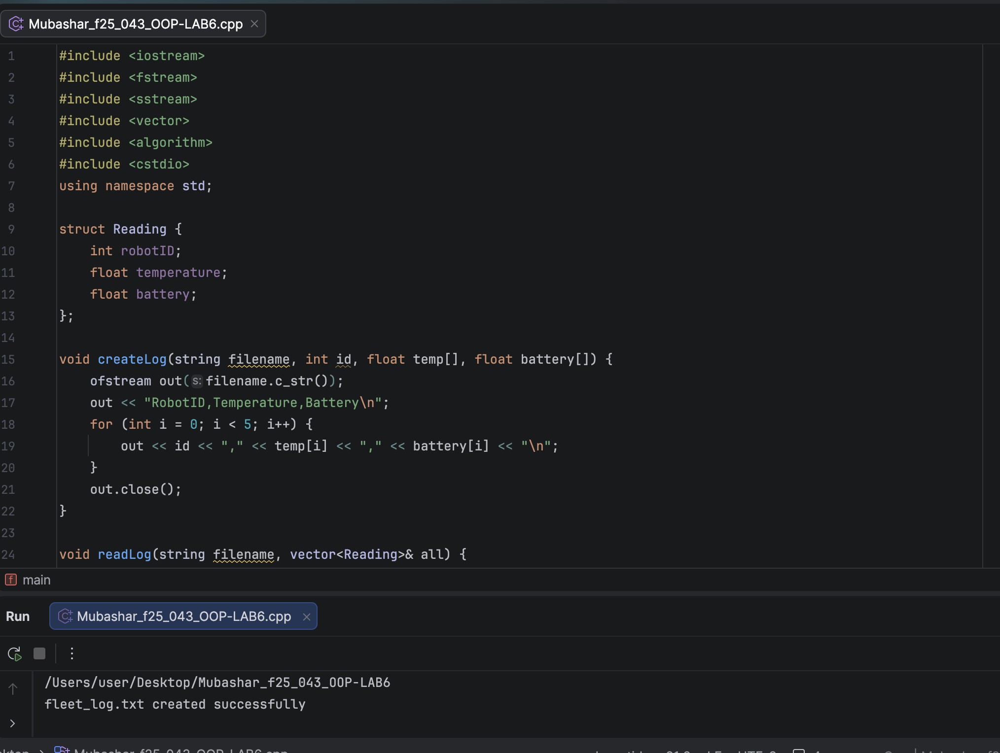 Mubashar_f25_043_OOP-LAB6.cpp
1 #include <iostream>
2 #include <fstream>
3 #include <sstream>
4 #include <vector>
5 #include <algorithm>
6 #include <cstdio>
7 using namespace std;
8
9 struct Reading {
10     int robotID;
11     float temperature;
12     float battery;
13 };
14
15 void createLog(string filename, int id, float temp[], float battery[]) {
16     ofstream out(s: filename.c_str());
17     out << "RobotID,Temperature,Battery\n";
18     for (int i = 0; i < 5; i++) {
19         out << id << "," << temp[i] << "," << battery[i] << "\n";
20     }
21     out.close();
22 }
23
24 void readLog(string filename, vector<Reading>& all) {
f main
Run Mubashar_f25_043_OOP-LAB6.cpp
/Users/user/Desktop/Mubashar_f25_043_OOP-LAB6
fleet_log.txt created successfully
Mubashar_f25_043_OOP-LAB6.cpp